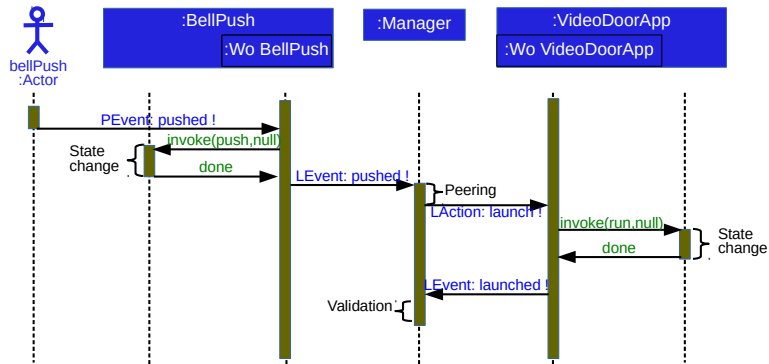 :BellPush
:Wo BellPush
:Manager
:VideoDoorApp
:Wo VideoDoorApp
bellPush
:Actor
PEvent: pushed !
invoke(push,null)
State
change
done
LEvent: pushed !
Peering
LAction: launch !
invoke(run,null)
State
change
done
LEvent: launched !
Validation